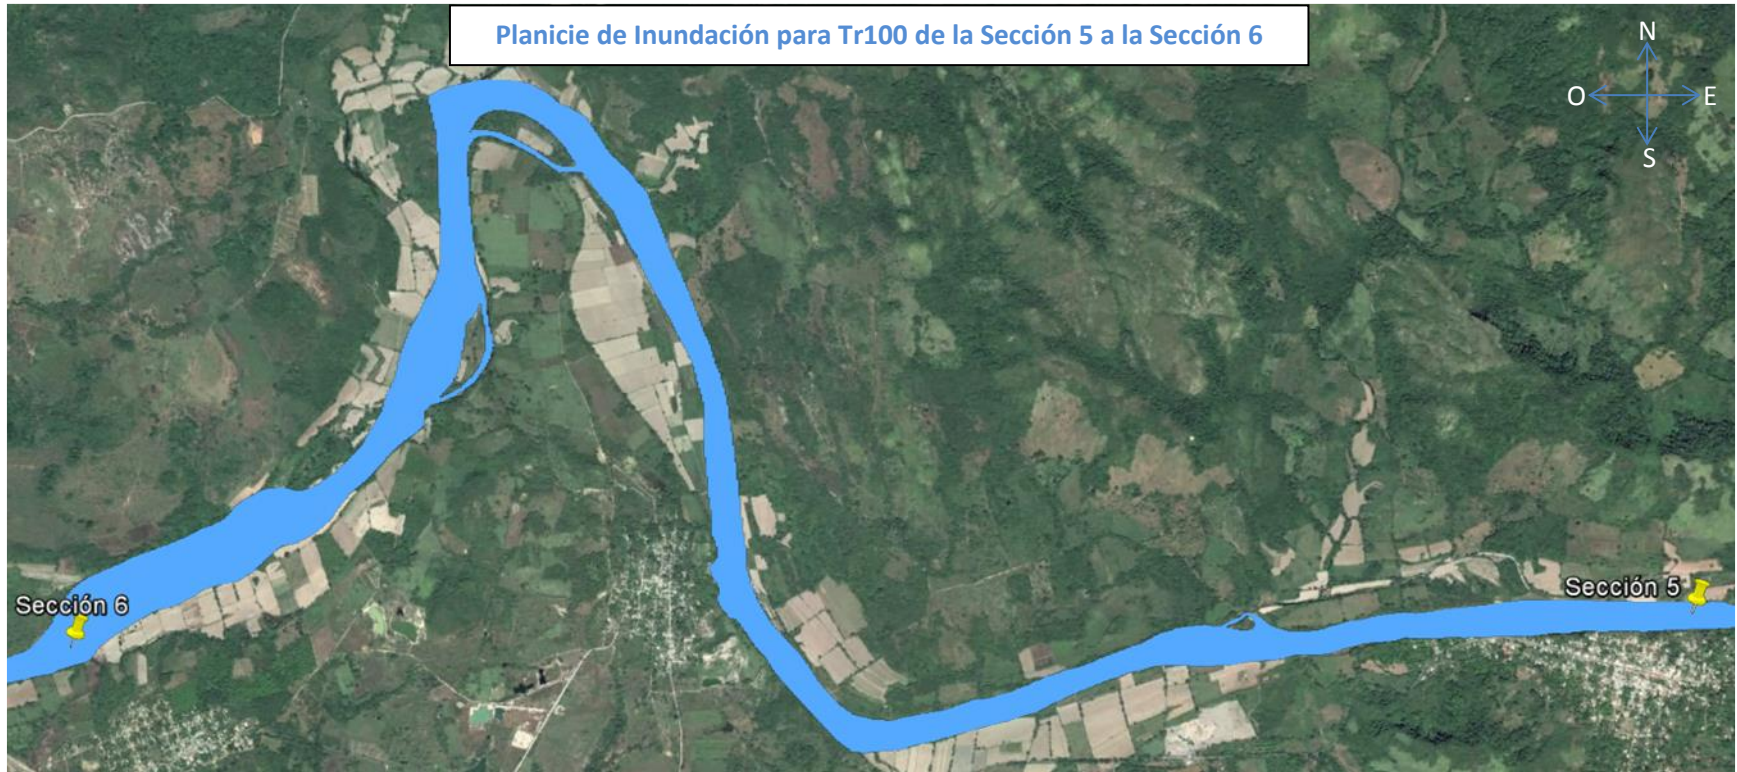 Planicie de Inundación para Tr100 de la Sección 5 a la Sección 6
N
O E
S
Sección 5
Sección 6